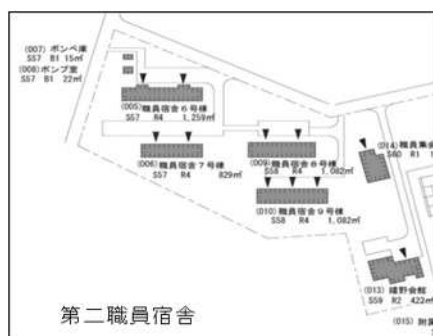 (007) ボンベ庫
S57 B1 15㎡
(008) ポンプ室
S57 B1 22㎡
(005) 職員宿舎6号棟
S57 R4 1,259㎡
(006) 職員宿舎7号棟
S57 R4 829㎡
(009) 職員宿舎8号棟
S58 R4 1,082㎡
(010) 職員宿舎9号棟
S58 R4 1,082㎡
(014) 職員集会
S60 R1 1
(013) 会館
S59 R2 422㎡
(015) 附属
第二職員宿舎